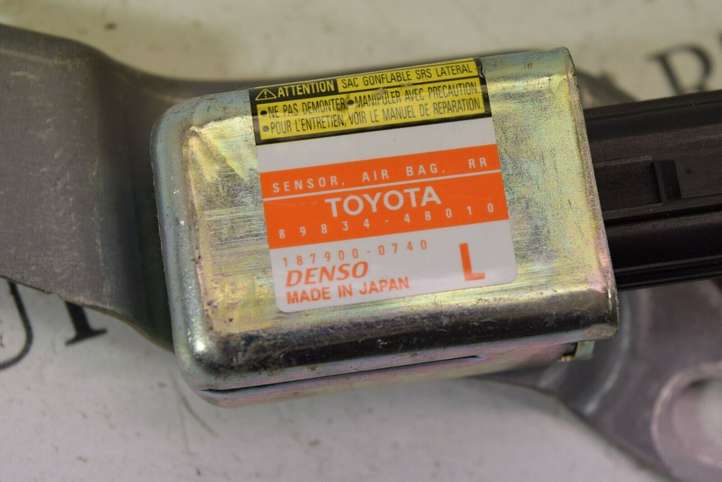 ATTENTION SAC GONFLABLE SRS LATERAL
•NE PAS DEMONTER •MANIPULER AVEC PRECAUTION
•POUR L'ENTRETIEN, VOIR LE MANUEL DE REPARATION
SENSOR, AIR BAG, RR
TOYOTA
89834-48010
187900-0740
DENSO
L
MADE IN JAPAN